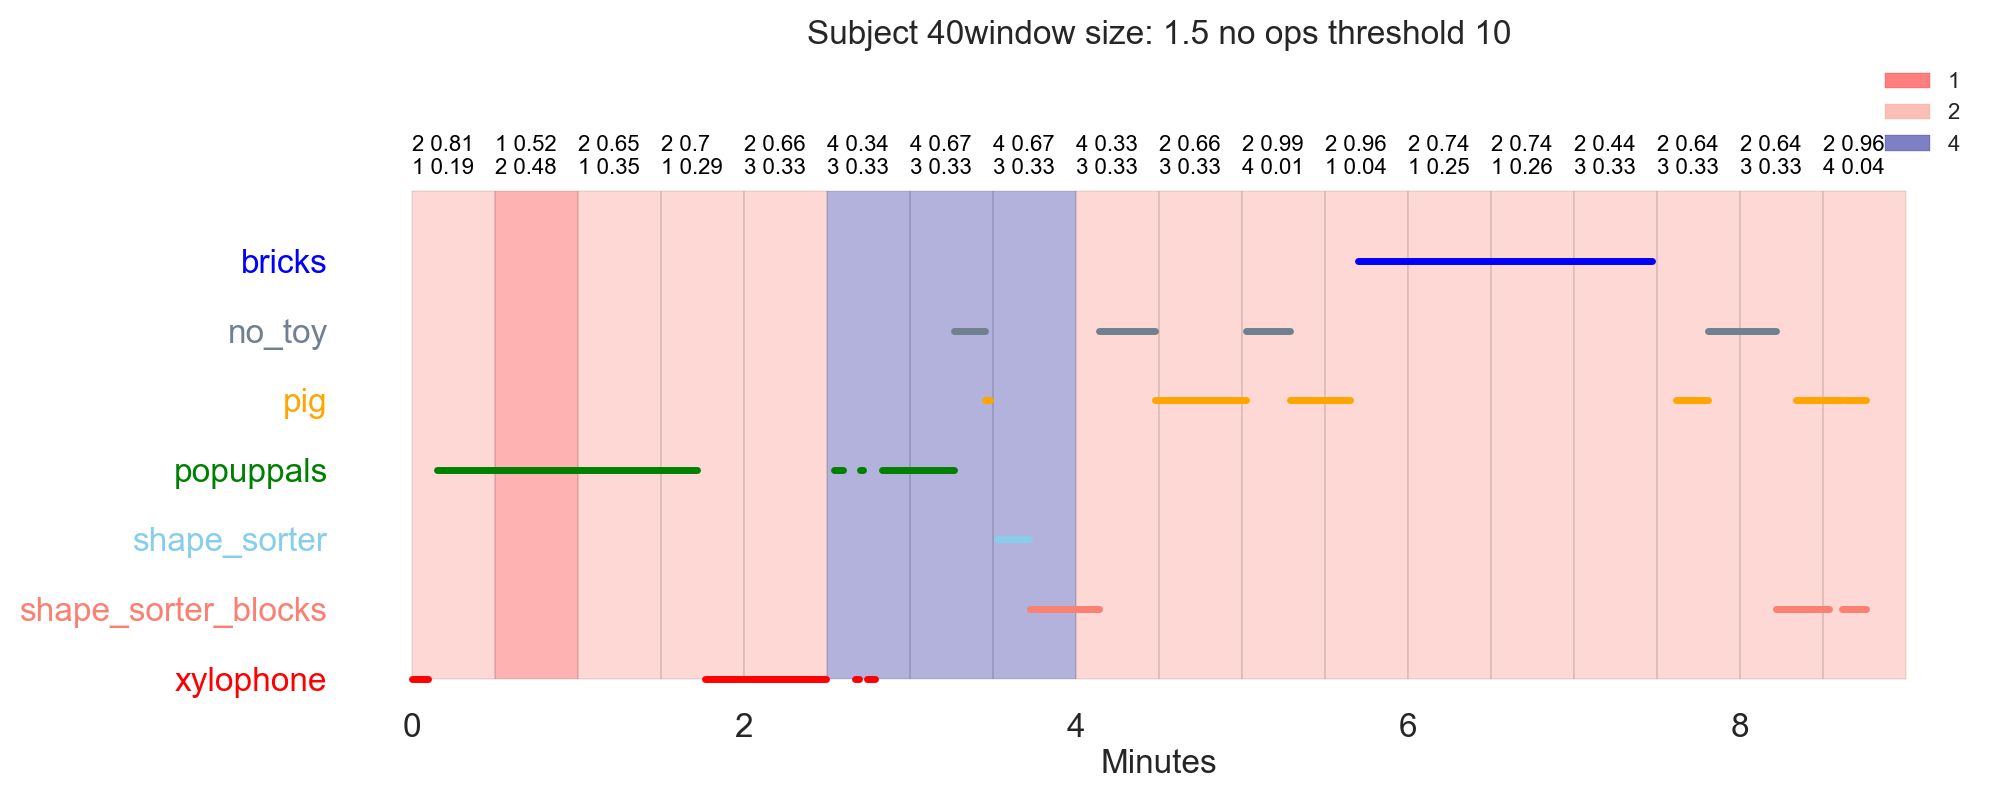 Subject 40window size: 1.5 no ops threshold 10
1
2
4
2 0.81 1 0.52 2 0.65 2 0.7 2 0.66 4 0.34 4 0.67 4 0.67 4 0.33 2 0.66 2 0.99 2 0.96 2 0.74 2 0.74 2 0.44 2 0.64 2 0.64 2 0.96
1 0.19 2 0.48 1 0.35 1 0.29 3 0.33 3 0.33 3 0.33 3 0.33 3 0.33 3 0.33 4 0.01 1 0.04 1 0.25 1 0.26 3 0.33 3 0.33 3 0.33 4 0.04
bricks
no_toy
pig
popuppals
shape_sorter
shape_sorter_blocks
xylophone
0 2 4 6 8
Minutes